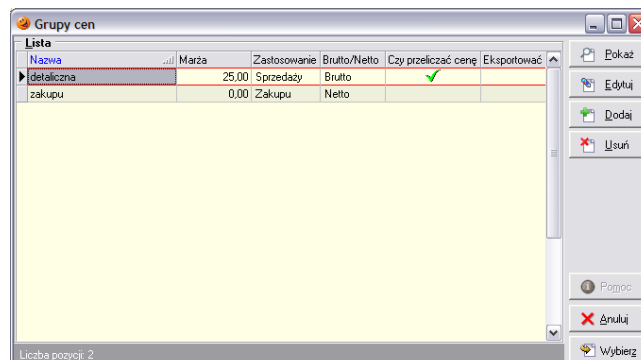 Grupy cen
Lista
Nazwa Marża Zastosowanie Brutto/Netto Czy przeliczać cenę Eksportować
detaliczna 25,00 Sprzedaży Brutto
zakupu 0,00 Zakupu Netto
Pokaż
Edytuj
Dodaj
Usuń
Pomoc
Anuluj
Wybierz
Liczba pozycji: 2